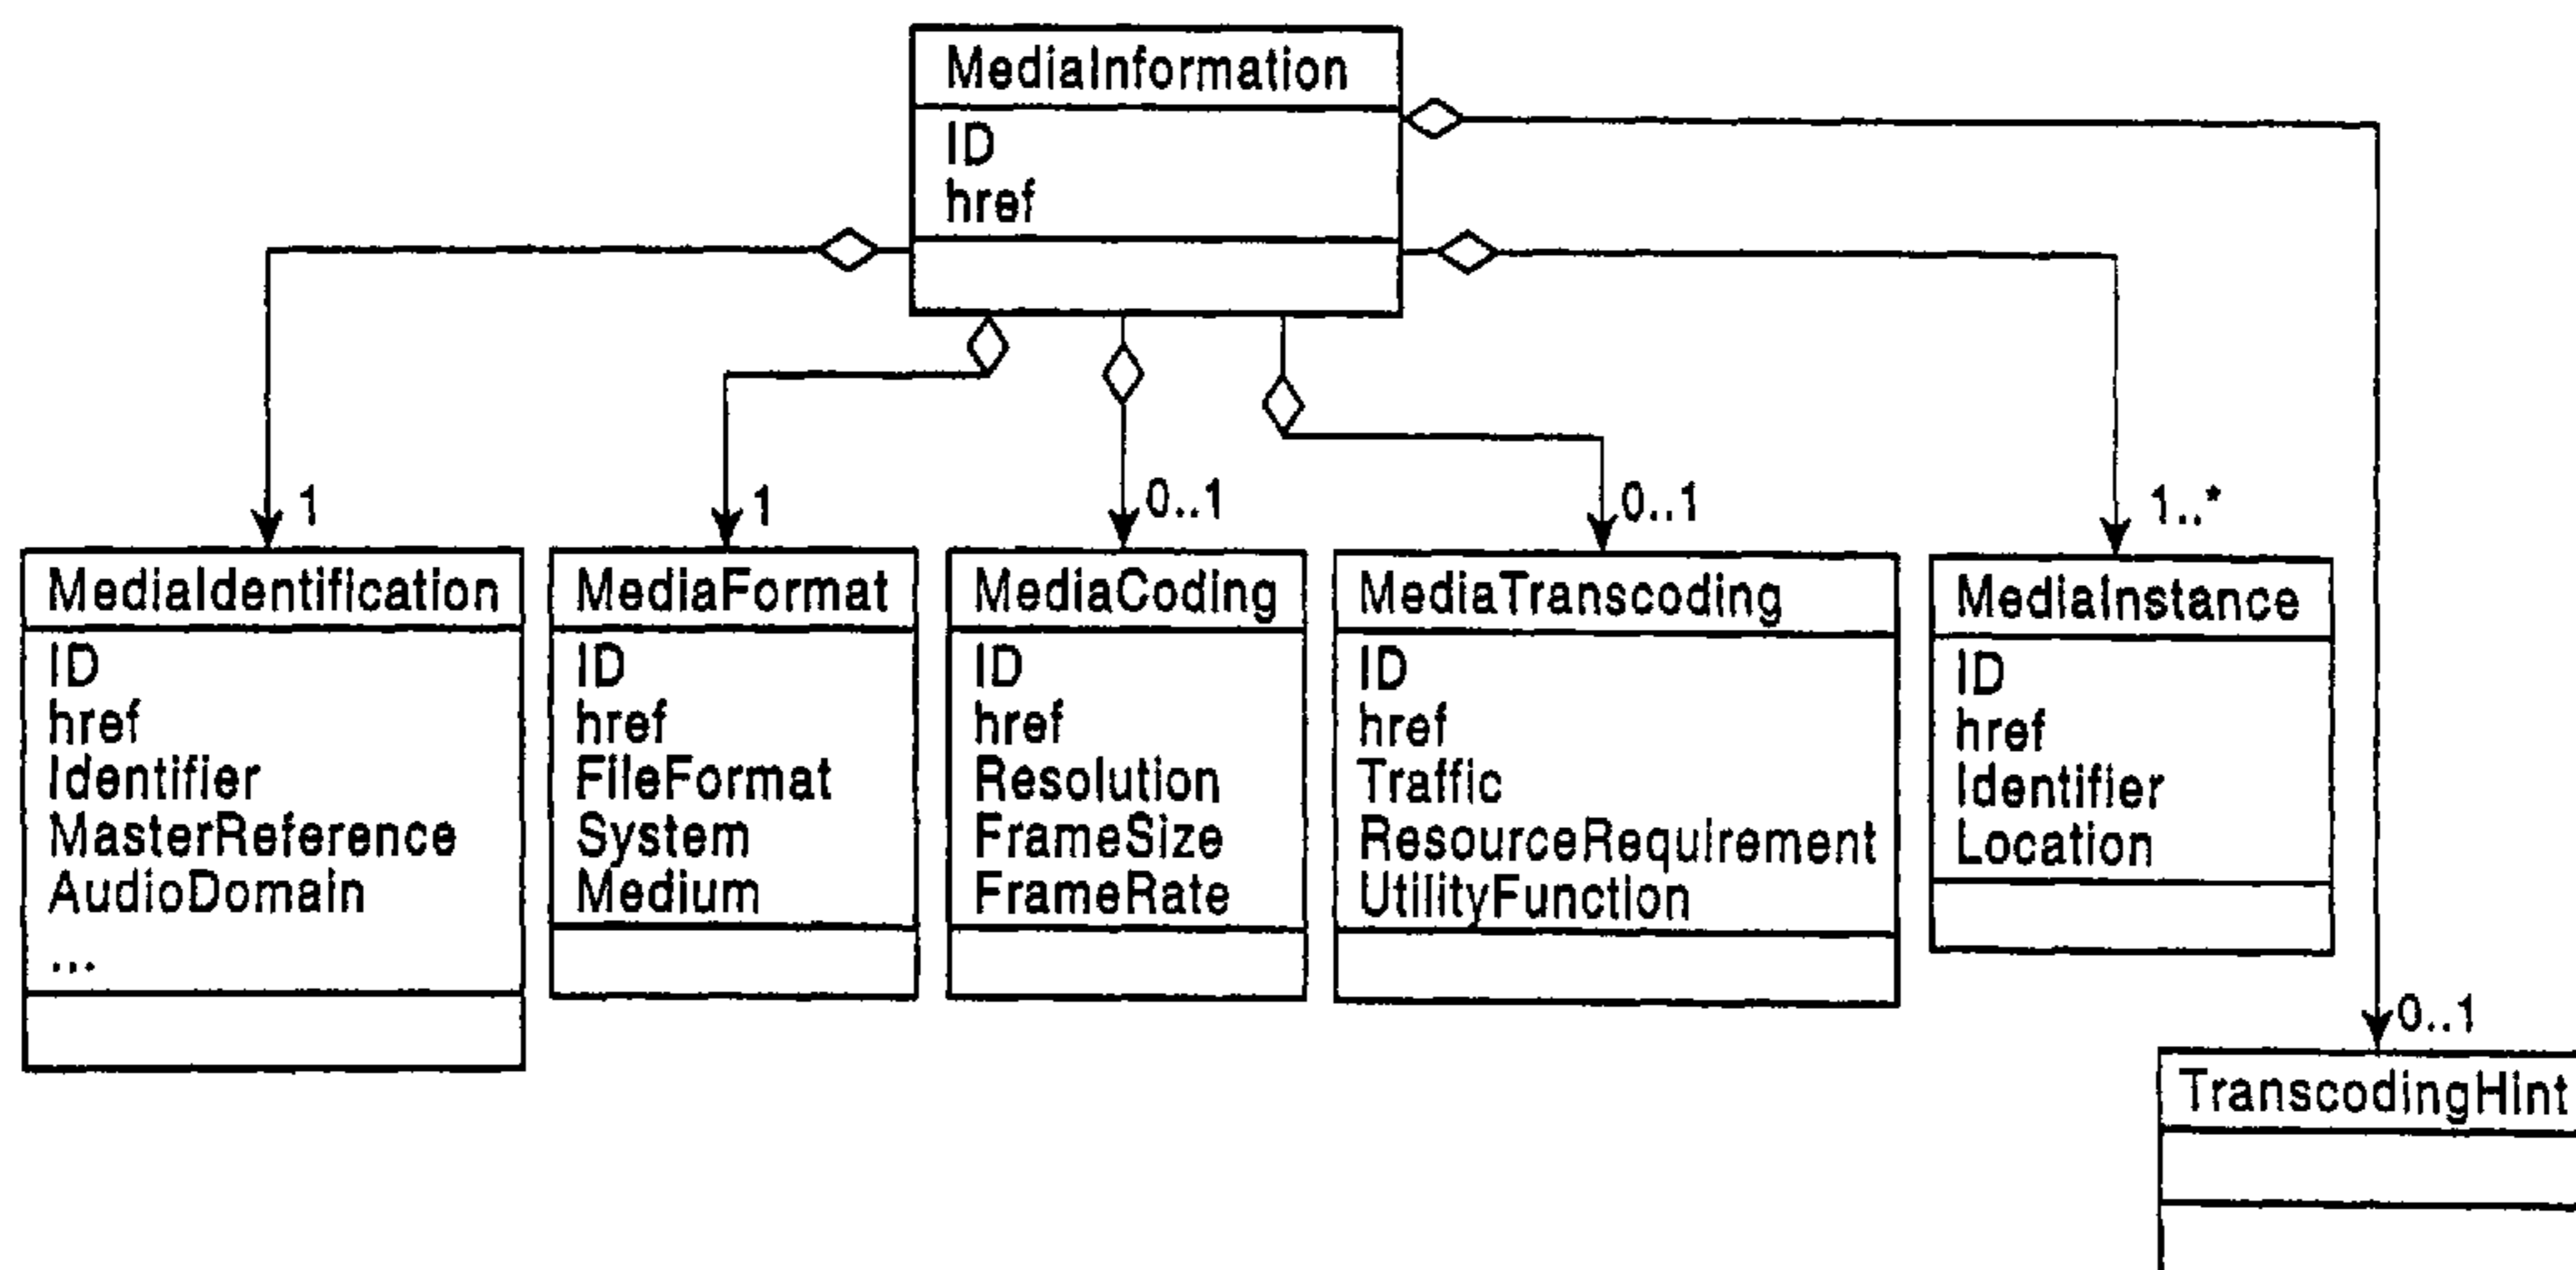 MediaInformation
ID
href
1
1
0..1
0..1
1..*
MediaIdentification
ID
href
Identifier
MasterReference
AudioDomain
...
MediaFormat
ID
href
FileFormat
System
Medium
MediaCoding
ID
href
Resolution
FrameSize
FrameRate
MediaTranscoding
ID
href
Traffic
ResourceRequirement
UtilityFunction
MediaInstance
ID
href
Identifier
Location
0..1
TranscodingHint